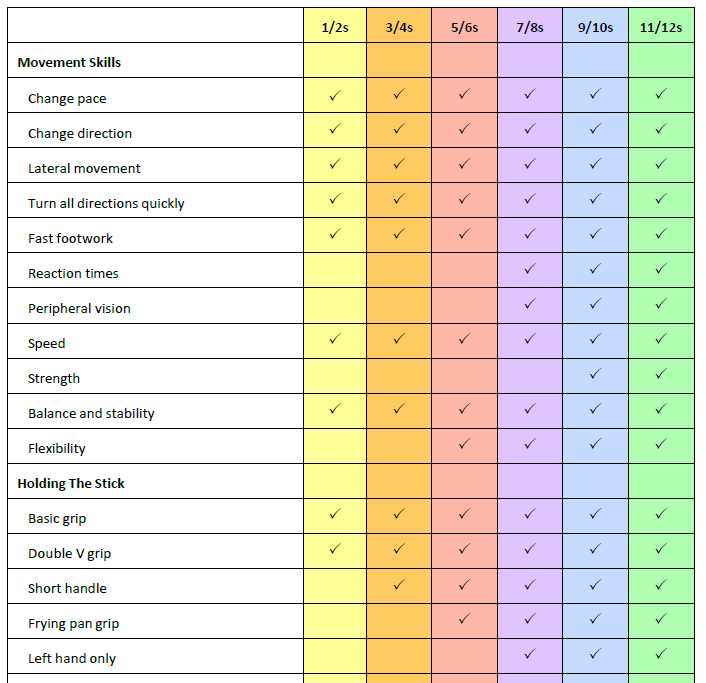 1/2s 3/4s 5/6s 7/8s 9/10s 11/12s
Movement Skills
Change pace ✓ ✓ ✓ ✓ ✓ ✓
Change direction ✓ ✓ ✓ ✓ ✓ ✓
Lateral movement ✓ ✓ ✓ ✓ ✓ ✓
Turn all directions quickly ✓ ✓ ✓ ✓ ✓ ✓
Fast footwork ✓ ✓ ✓ ✓ ✓ ✓
Reaction times ✓ ✓ ✓
Peripheral vision ✓ ✓ ✓
Speed ✓ ✓ ✓ ✓ ✓ ✓
Strength ✓ ✓
Balance and stability ✓ ✓ ✓ ✓ ✓ ✓
Flexibility ✓ ✓ ✓ ✓
Holding The Stick
Basic grip ✓ ✓ ✓ ✓ ✓ ✓
Double V grip ✓ ✓ ✓ ✓ ✓ ✓
Short handle ✓ ✓ ✓ ✓ ✓
Frying pan grip ✓ ✓ ✓ ✓
Left hand only ✓ ✓ ✓